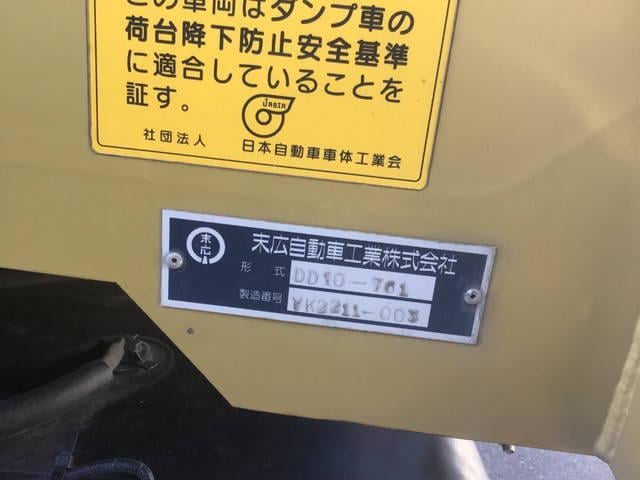 この車両はダンプ車の
荷台降下防止安全基準
に適合していることを
証す。
JABIA
社団法人 日本自動車車体工業会
末広 末広自動車工業株式会社
形式 DD10-761
製造番号 YK2211-003